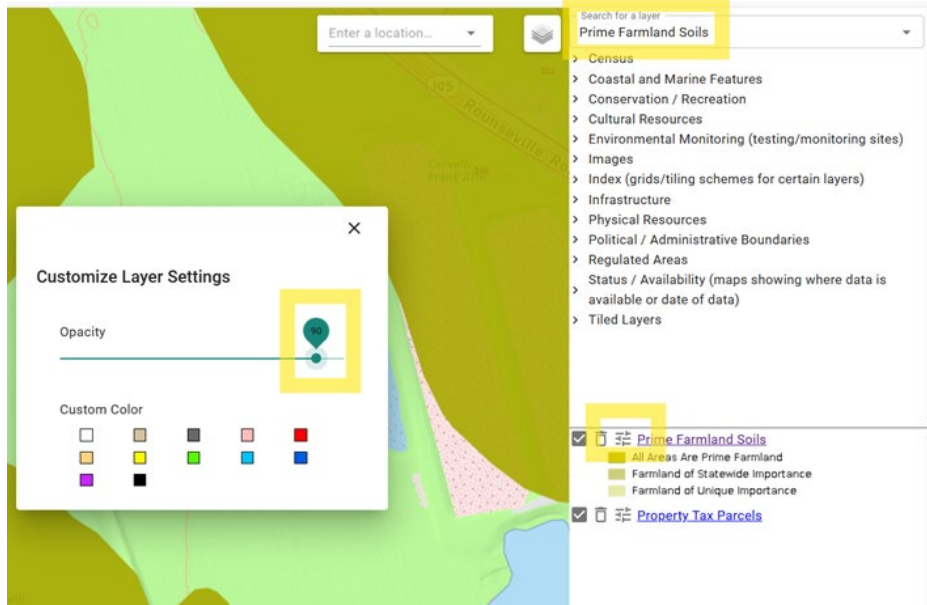 Enter a location...
Search for a layer
Prime Farmland Soils
Census
Coastal and Marine Features
Conservation / Recreation
Cultural Resources
Environmental Monitoring (testing/monitoring sites)
Images
Index (grids/tiling schemes for certain layers)
Infrastructure
Physical Resources
Political / Administrative Boundaries
Regulated Areas
Status / Availability (maps showing where data is
available or date of data)
Tiled Layers
105
Rounseville
Customize Layer Settings
Opacity
90
Custom Color
Prime Farmland Soils
All Areas Are Prime Farmland
Farmland of Statewide Importance
Farmland of Unique Importance
Property Tax Parcels